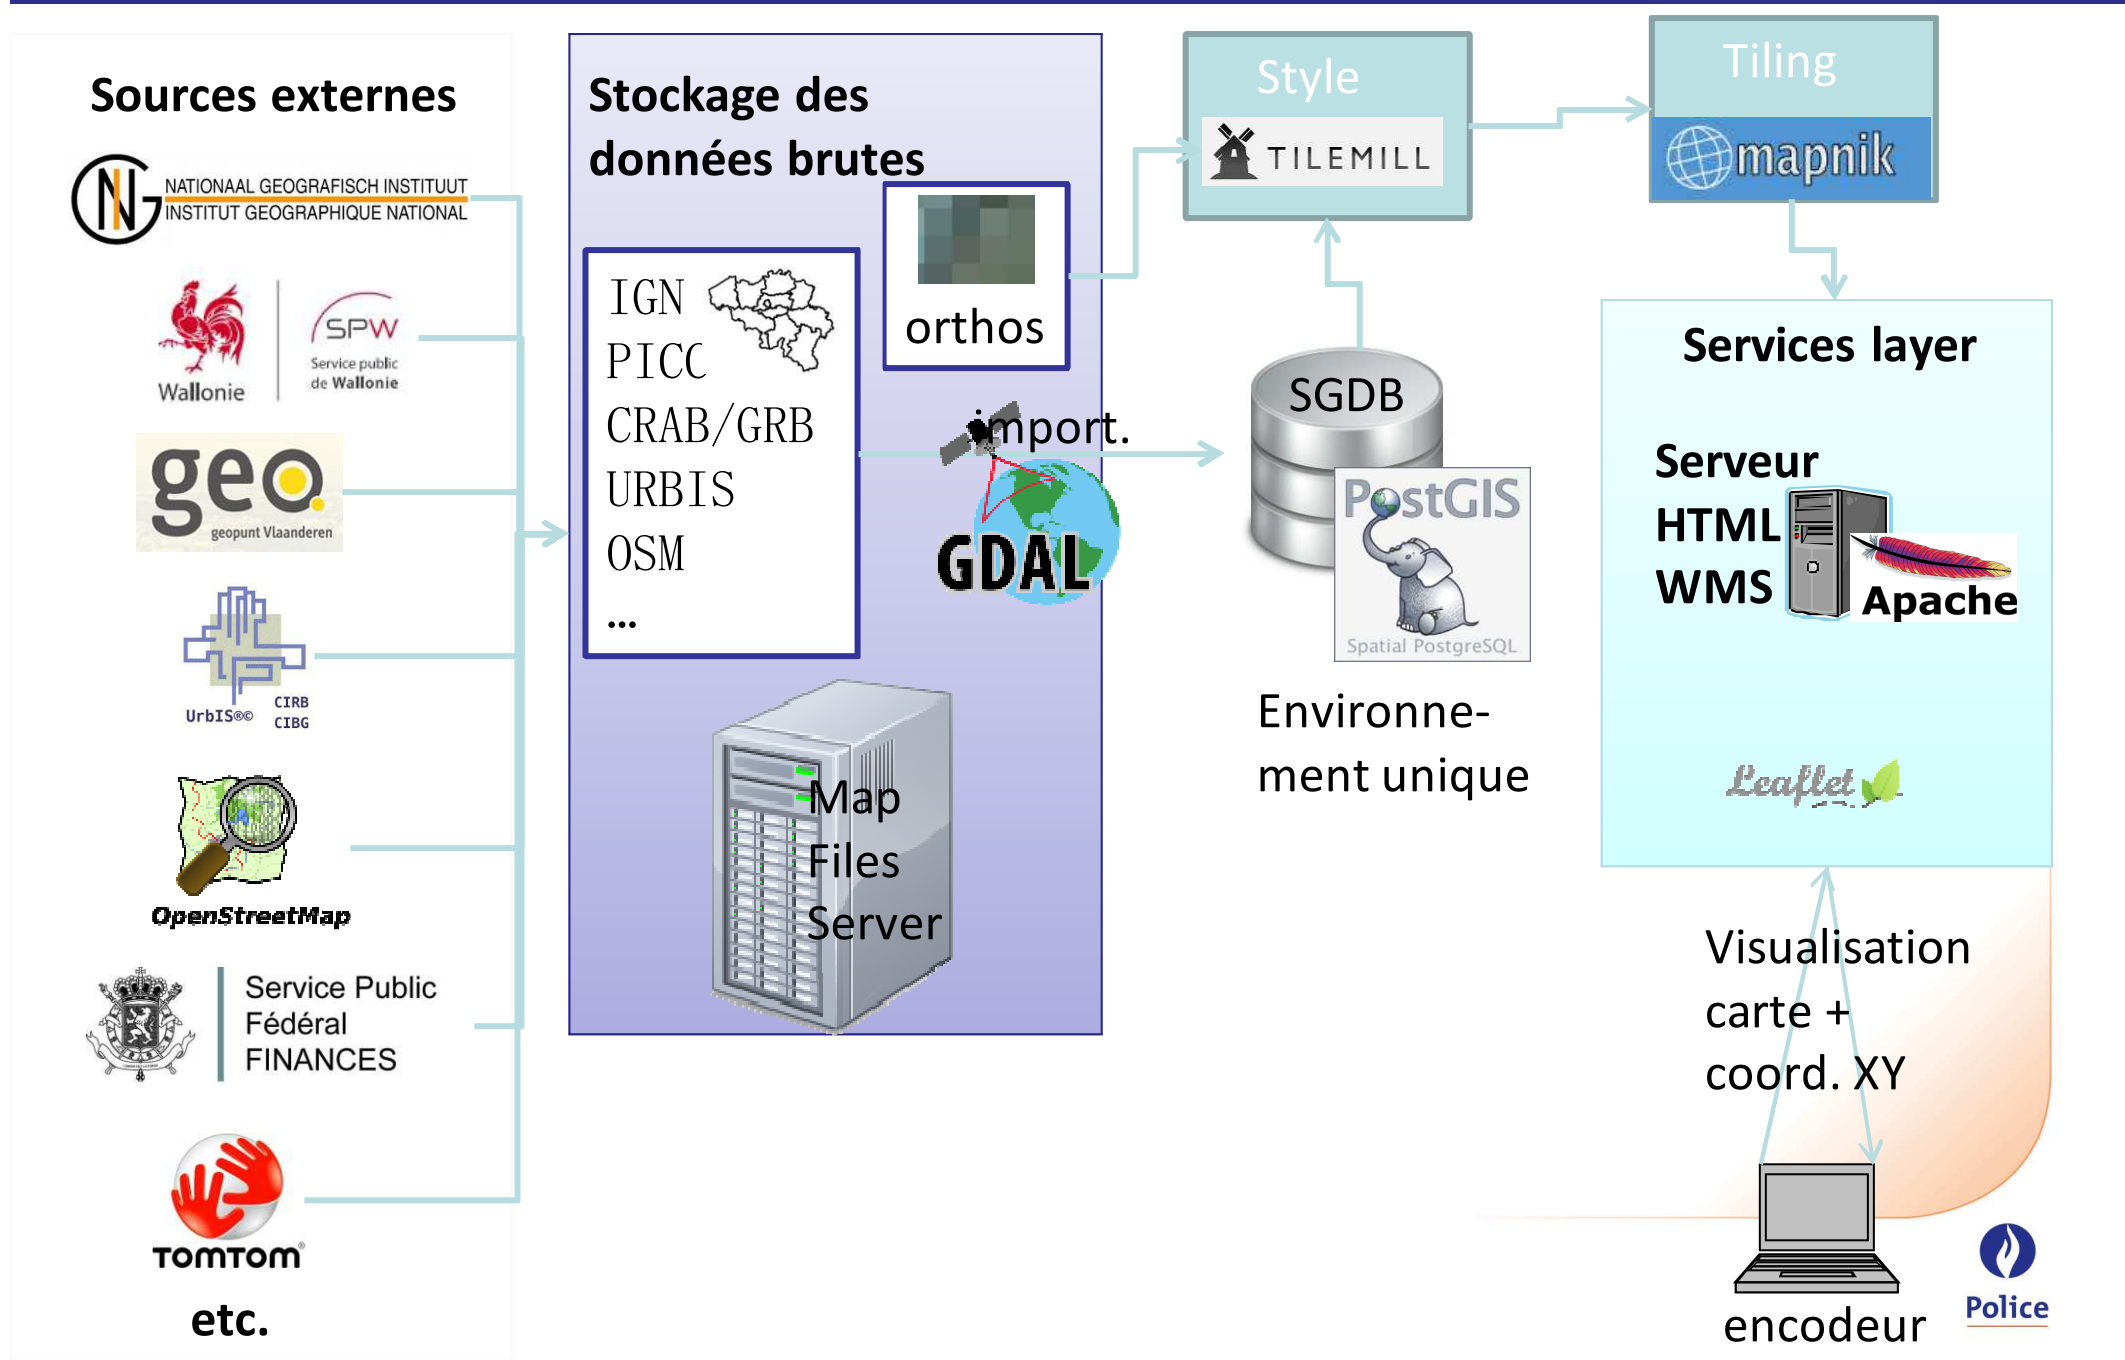 Sources externes
NATIONAAL GEOGRAFISCH INSTITUUT
INSTITUT GEOGRAPHIQUE NATIONAL
Wallonie
SPW
Service public
de Wallonie
geo
geopunt Vlaanderen
UrbIS®©
CIRB
CIBG
OpenStreetMap
Service Public
Fédéral
FINANCES
TOMTOM®
etc.
Stockage des
données brutes
IGN
PICC
CRAB/GRB
URBIS
OSM
...
orthos
import.
GDAL
Map
Files
Server
Style
TILEMILL
SGDB
PostGIS
Spatial PostgreSQL
Environne-
ment unique
Tiling
mapnik
Services layer
Serveur
HTML
WMS
Apache
Leaflet
Visualisation
carte +
coord. XY
encodeur
Police